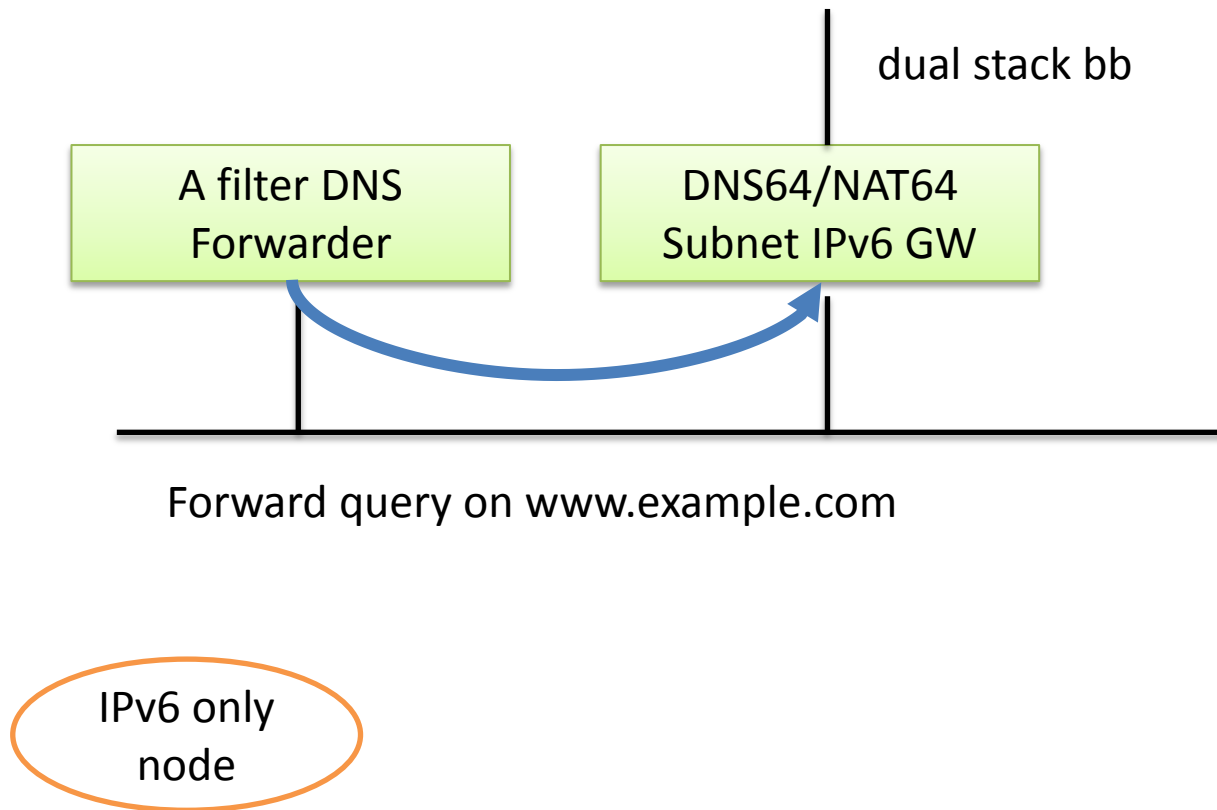 dual stack bb
A filter DNS
Forwarder
DNS64/NAT64
Subnet IPv6 GW
Forward query on www.example.com
IPv6 only
node